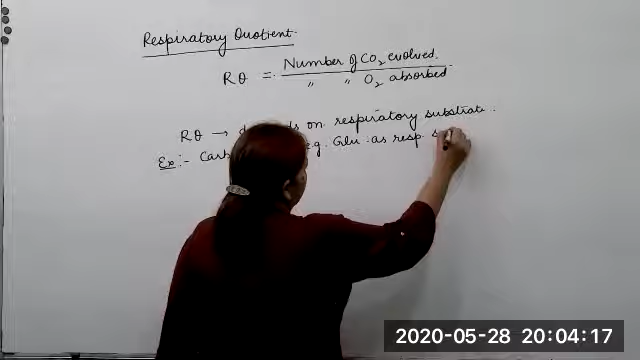 Respiratory Quotient.
RQ = Number of CO2 evolved.
" " O2 absorbed
RQ → on respiratory substrate.
Ex:- e.g. Glu. as resp.
2020-05-28 20:04:17